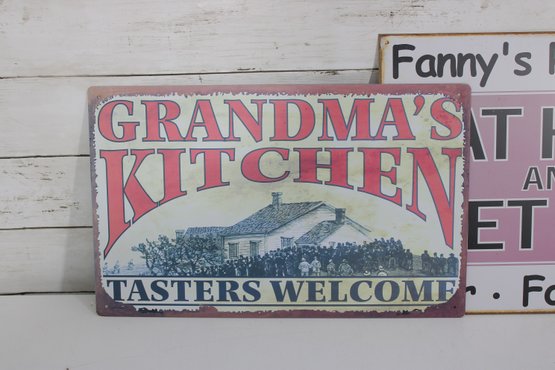 GRANDMA'S
KITCHEN
TASTERS WELCOME
Fanny's
AT
AN
ET